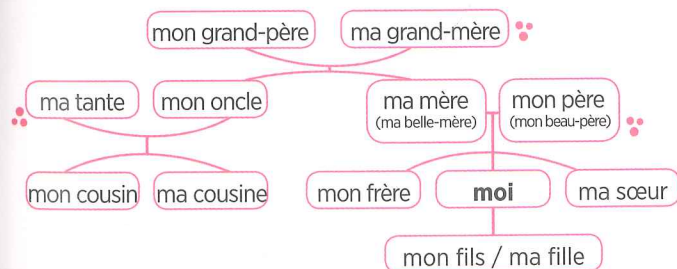 mon grand-père ma grand-mère
ma tante mon oncle ma mère mon père
(ma belle-mère) (mon beau-père)
mon cousin ma cousine mon frère moi ma sœur
mon fils / ma fille